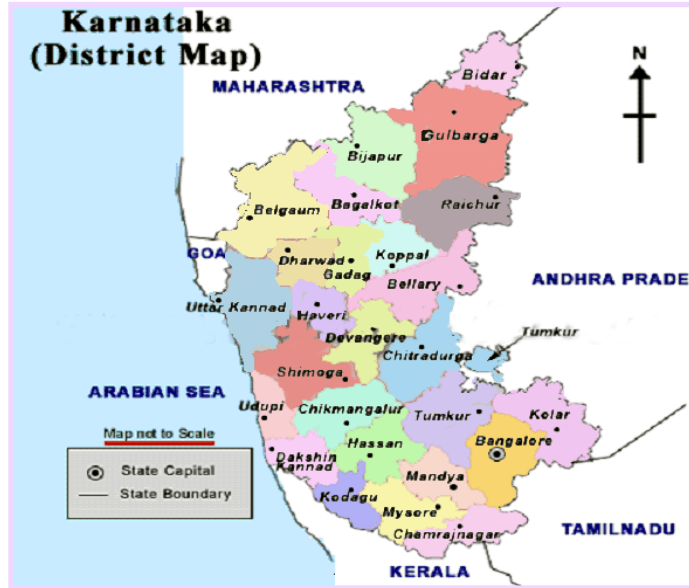 Karnataka
(District Map)
N
Bidar
MAHARASHTRA
Gulbarga
Bijapur
Bagalkot
Raichur
Belgaum
GOA
Dharwad
Koppal
Gadag
ANDHRA PRADE
Bellary
Uttar Kannad
Haveri
Devangere
Tumkur
Chitradurga
Shimoga
ARABIAN SEA
Udupi
Chikmangalur
Tumkur
Kolar
Map not to Scale
Hassan
Bangalore
Dakshin
Kannad
State Capital
Mandya
State Boundary
Kodagu
Mysore
Chamrajnagar
TAMILNADU
KERALA